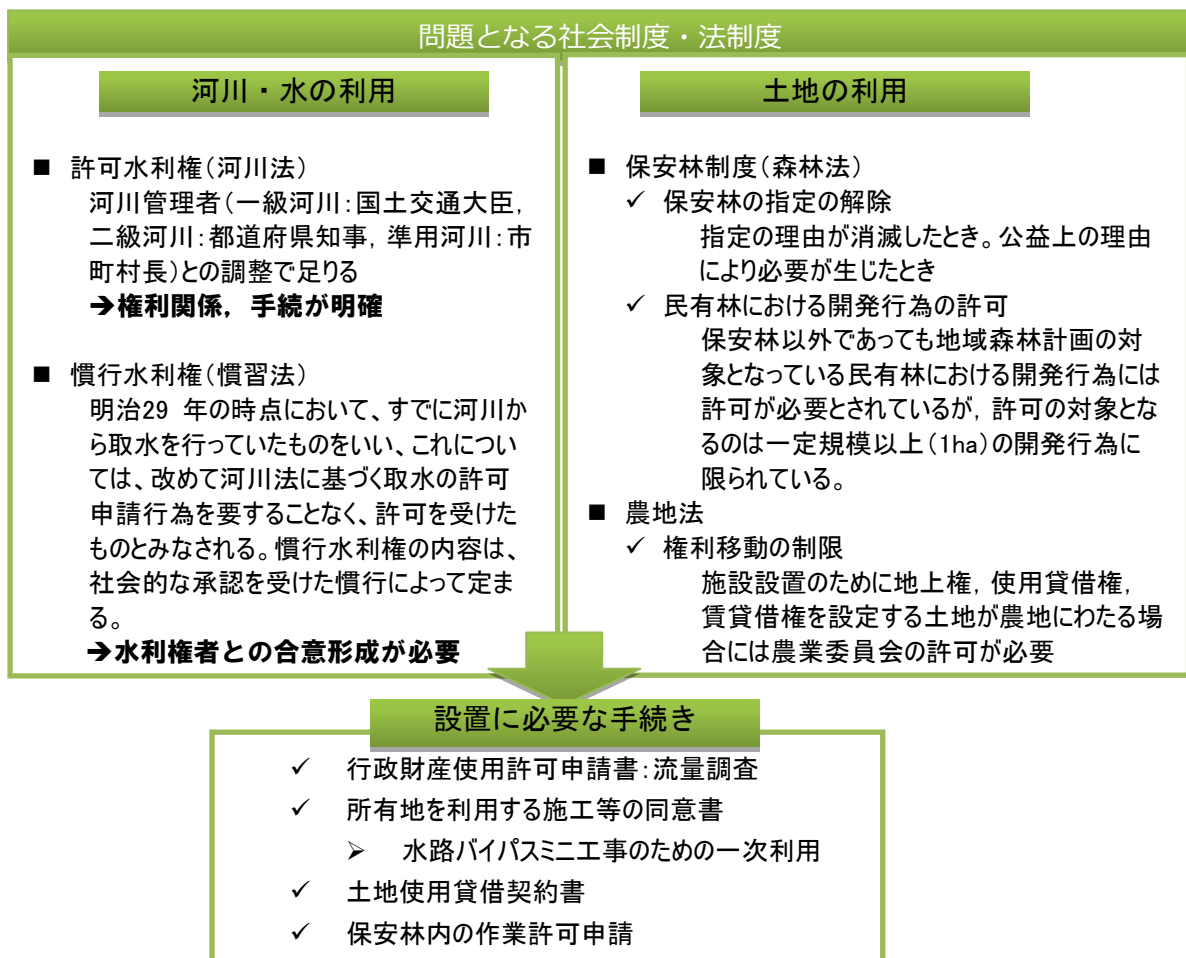 問題となる社会制度・法制度
河川・水の利用
■ 許可水利権(河川法)
河川管理者(一級河川:国土交通大臣,
二級河川:都道府県知事, 準用河川:市
町村長)との調整で足りる
➔権利関係, 手続が明確
■ 慣行水利権(慣習法)
明治29 年の時点において、すでに河川か
ら取水を行っていたものをいい、これについ
ては、改めて河川法に基づく取水の許可
申請行為を要することなく、許可を受けた
ものとみなされる。慣行水利権の内容は、
社会的な承認を受けた慣行によって定ま
る。
➔水利権者との合意形成が必要
土地の利用
■ 保安林制度(森林法)
✓ 保安林の指定の解除
指定の理由が消滅したとき。公益上の理由
により必要が生じたとき
✓ 民有林における開発行為の許可
保安林以外であっても地域森林計画の対
象となっている民有林における開発行為には
許可が必要とされているが, 許可の対象とな
るのは一定規模以上(1ha)の開発行為に
限られている。
■ 農地法
✓ 権利移動の制限
施設設置のために地上権, 使用貸借権,
賃貸借権を設定する土地が農地にわたる場
合には農業委員会の許可が必要
設置に必要な手続き
✓ 行政財産使用許可申請書:流量調査
✓ 所有地を利用する施工等の同意書
➢ 水路バイパスミニ工事のための一次利用
✓ 土地使用貸借契約書
✓ 保安林内の作業許可申請